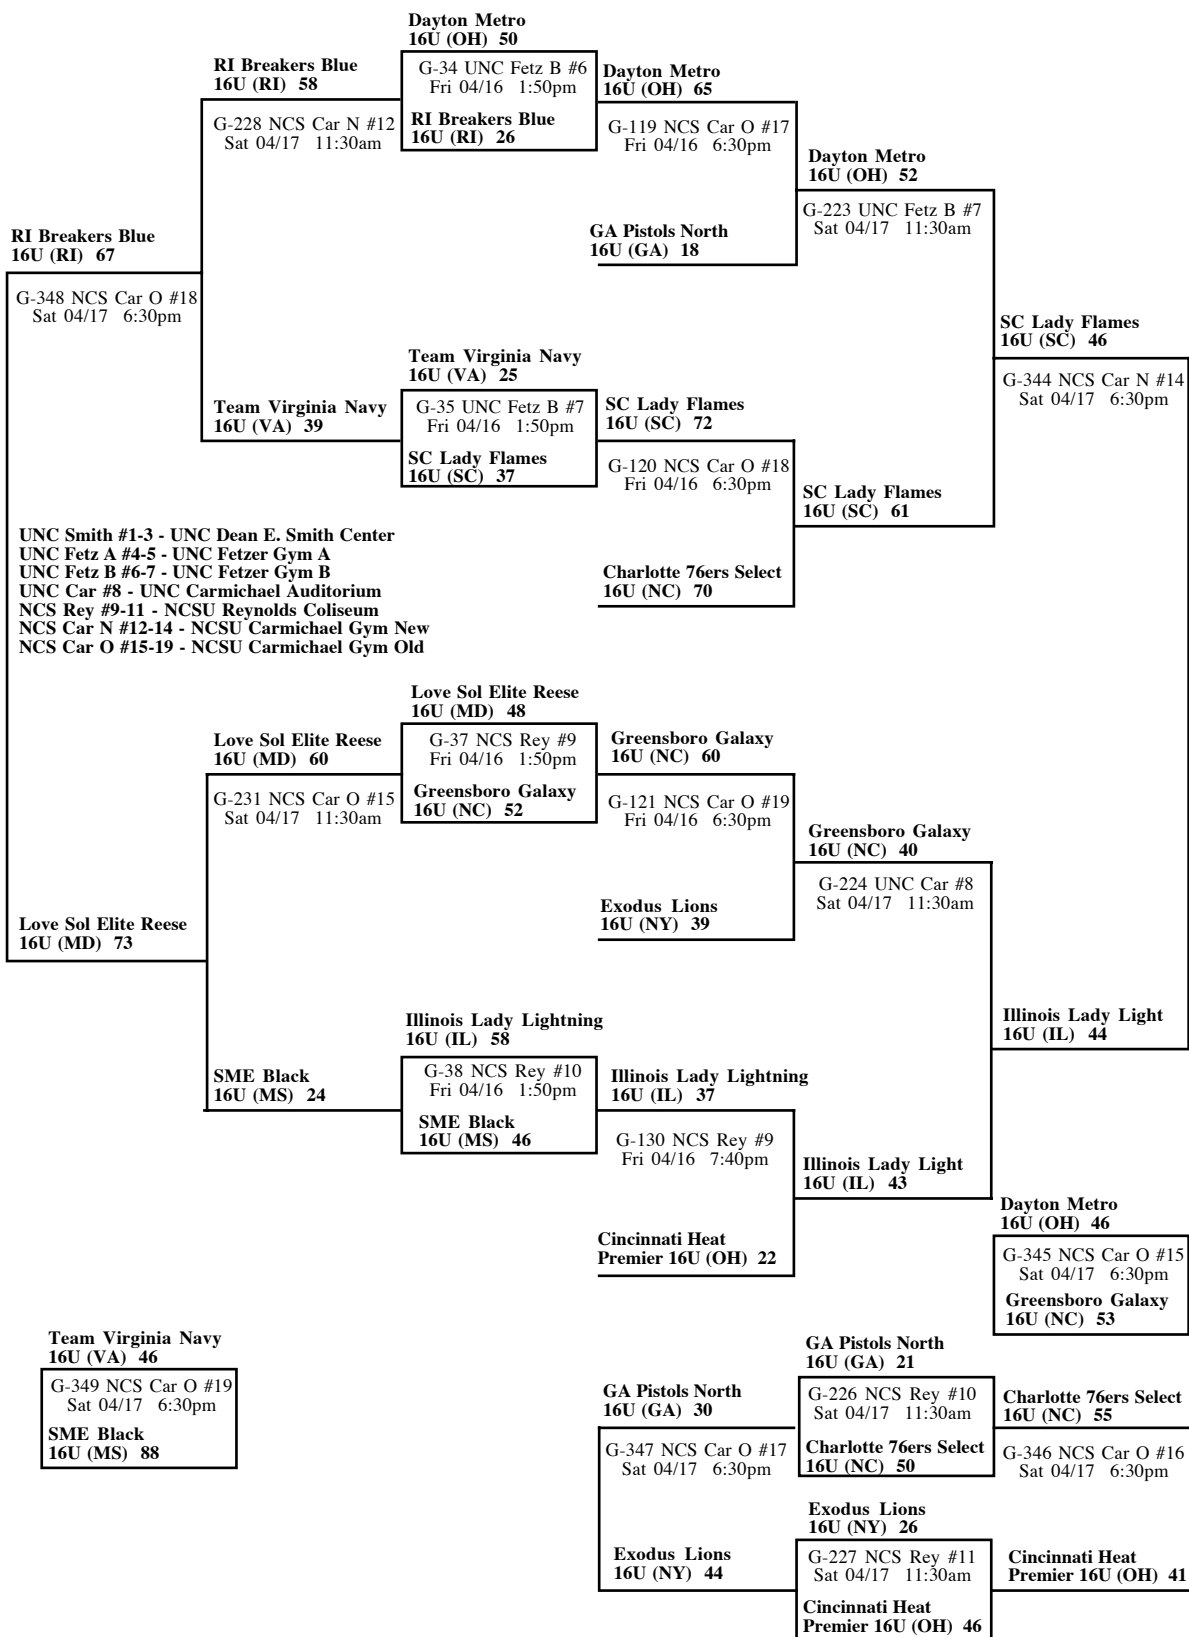 Dayton Metro
16U (OH) 50
G-34 UNC Fetz B #6
Fri 04/16 1:50pm
RI Breakers Blue
16U (RI) 26
RI Breakers Blue
16U (RI) 58
G-228 NCS Car N #12
Sat 04/17 11:30am
Dayton Metro
16U (OH) 65
G-119 NCS Car O #17
Fri 04/16 6:30pm
GA Pistols North
16U (GA) 18
Dayton Metro
16U (OH) 52
G-223 UNC Fetz B #7
Sat 04/17 11:30am
RI Breakers Blue
16U (RI) 67
G-348 NCS Car O #18
Sat 04/17 6:30pm
SC Lady Flames
16U (SC) 46
G-344 NCS Car N #14
Sat 04/17 6:30pm
Team Virginia Navy
16U (VA) 25
G-35 UNC Fetz B #7
Fri 04/16 1:50pm
SC Lady Flames
16U (SC) 37
Team Virginia Navy
16U (VA) 39
SC Lady Flames
16U (SC) 72
G-120 NCS Car O #18
Fri 04/16 6:30pm
Charlotte 76ers Select
16U (NC) 70
SC Lady Flames
16U (SC) 61
UNC Smith #1-3 - UNC Dean E. Smith Center
UNC Fetz A #4-5 - UNC Fetzer Gym A
UNC Fetz B #6-7 - UNC Fetzer Gym B
UNC Car #8 - UNC Carmichael Auditorium
NCS Rey #9-11 - NCSU Reynolds Coliseum
NCS Car N #12-14 - NCSU Carmichael Gym New
NCS Car O #15-19 - NCSU Carmichael Gym Old
Love Sol Elite Reese
16U (MD) 48
G-37 NCS Rey #9
Fri 04/16 1:50pm
Greensboro Galaxy
16U (NC) 52
Love Sol Elite Reese
16U (MD) 60
G-231 NCS Car O #15
Sat 04/17 11:30am
Greensboro Galaxy
16U (NC) 60
G-121 NCS Car O #19
Fri 04/16 6:30pm
Exodus Lions
16U (NY) 39
Greensboro Galaxy
16U (NC) 40
G-224 UNC Car #8
Sat 04/17 11:30am
Love Sol Elite Reese
16U (MD) 73
Illinois Lady Lightning
16U (IL) 58
G-38 NCS Rey #10
Fri 04/16 1:50pm
SME Black
16U (MS) 46
SME Black
16U (MS) 24
Illinois Lady Lightning
16U (IL) 37
G-130 NCS Rey #9
Fri 04/16 7:40pm
Cincinnati Heat
Premier 16U (OH) 22
Illinois Lady Light
16U (IL) 43
Illinois Lady Light
16U (IL) 44
Dayton Metro
16U (OH) 46
G-345 NCS Car O #15
Sat 04/17 6:30pm
Greensboro Galaxy
16U (NC) 53
Team Virginia Navy
16U (VA) 46
G-349 NCS Car O #19
Sat 04/17 6:30pm
SME Black
16U (MS) 88
GA Pistols North
16U (GA) 30
G-347 NCS Car O #17
Sat 04/17 6:30pm
Exodus Lions
16U (NY) 44
GA Pistols North
16U (GA) 21
G-226 NCS Rey #10
Sat 04/17 11:30am
Charlotte 76ers Select
16U (NC) 50
Exodus Lions
16U (NY) 26
G-227 NCS Rey #11
Sat 04/17 11:30am
Cincinnati Heat
Premier 16U (OH) 46
Charlotte 76ers Select
16U (NC) 55
G-346 NCS Car O #16
Sat 04/17 6:30pm
Cincinnati Heat
Premier 16U (OH) 41